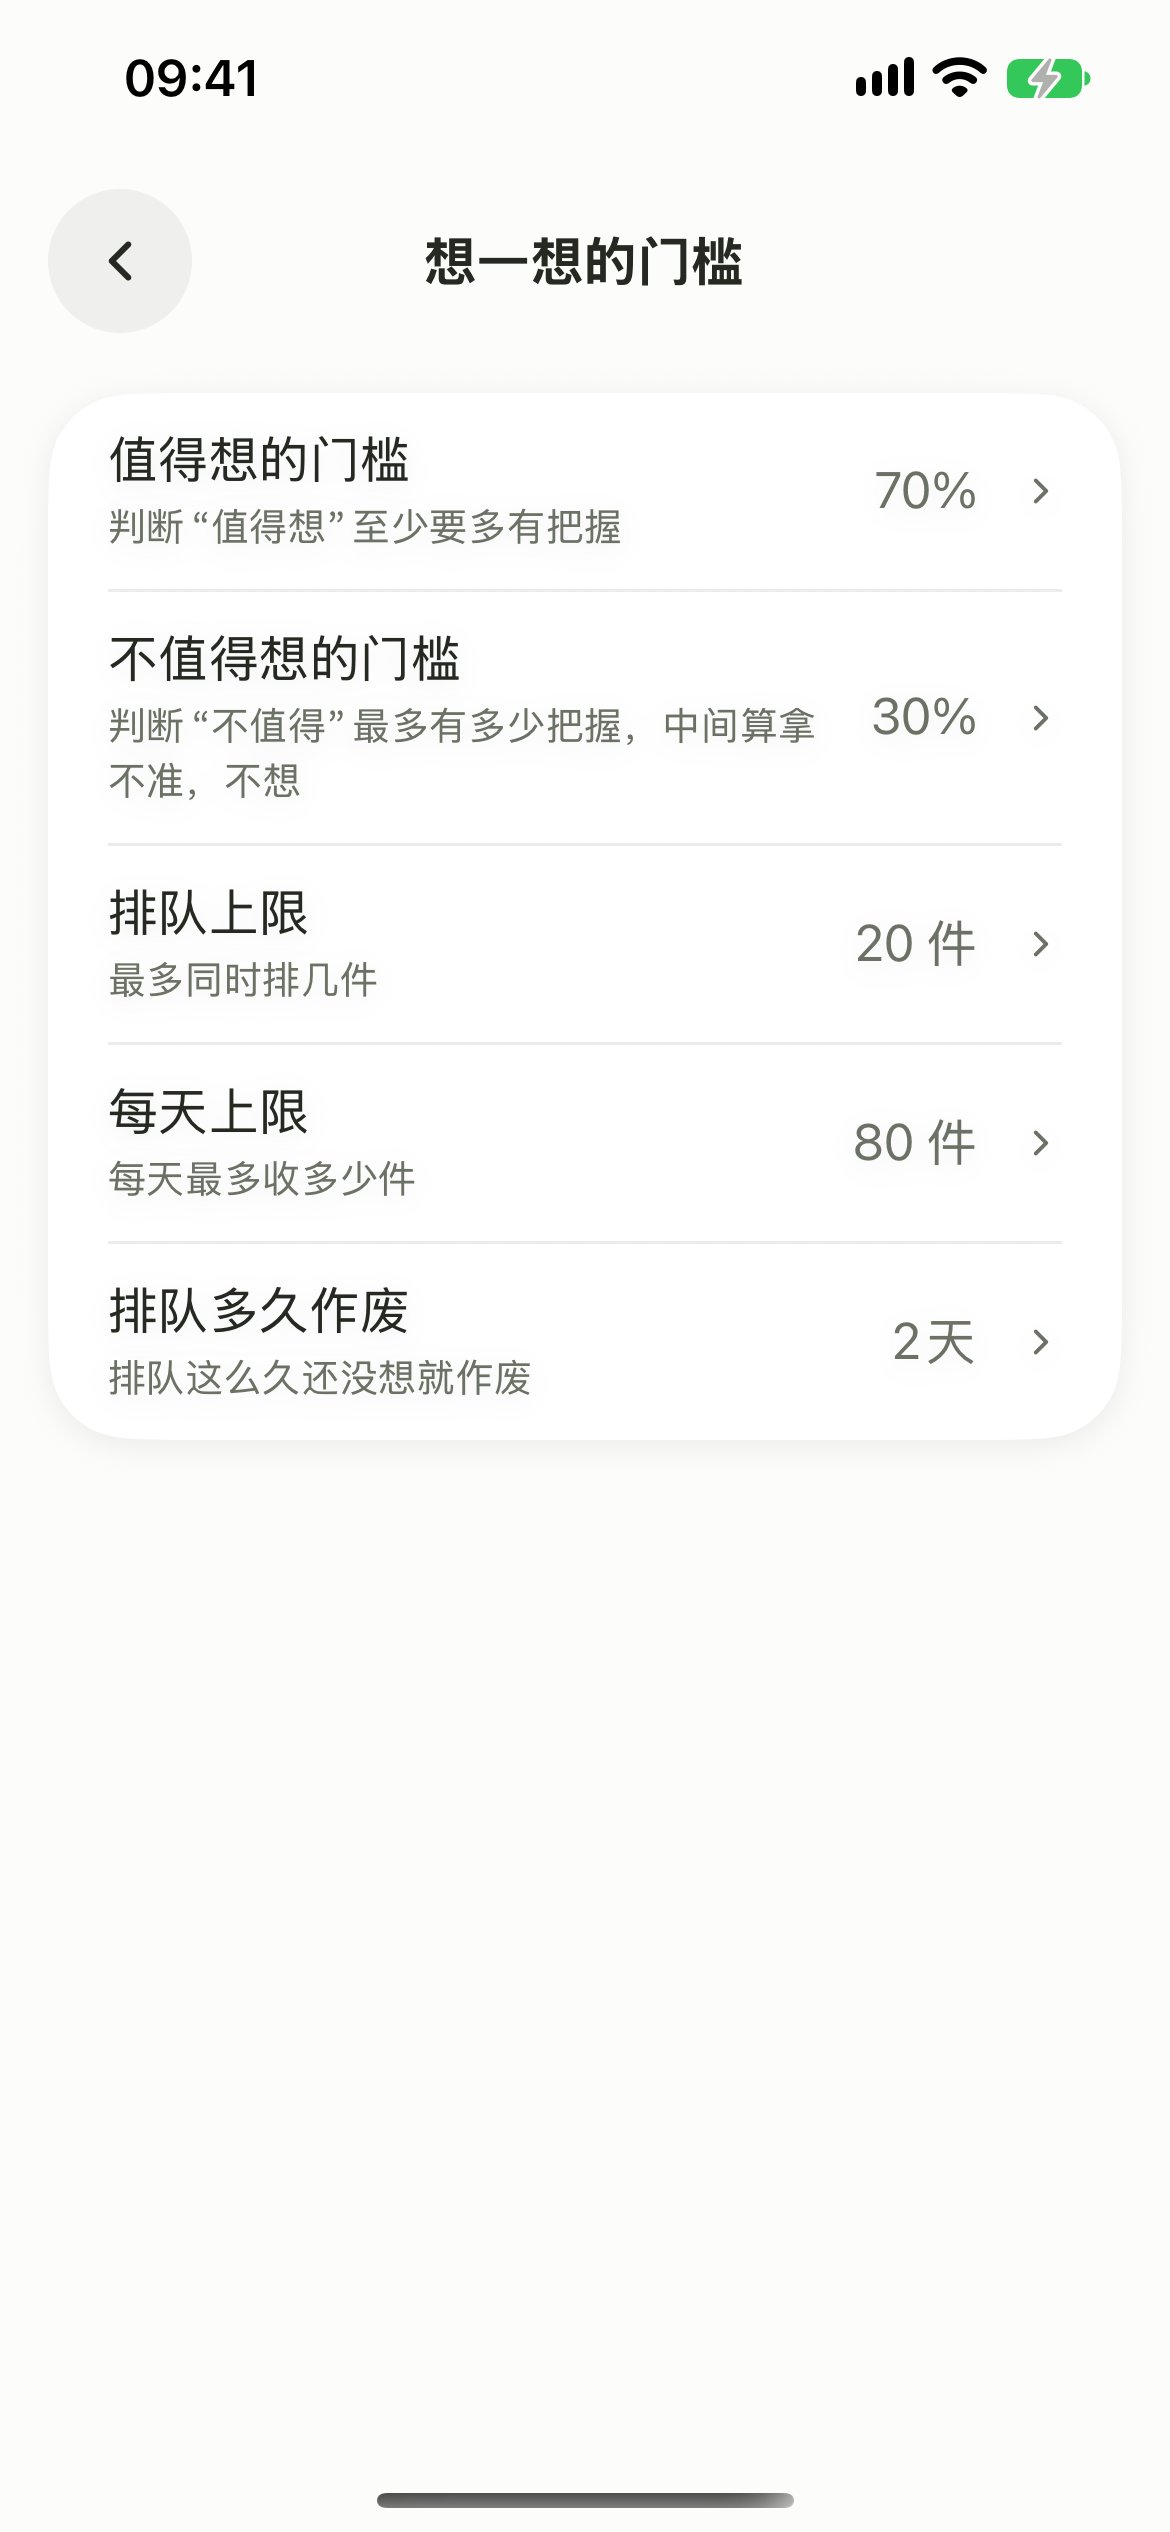 09:41
想一想的门槛
值得想的门槛
判断“值得想”至少要多有把握
70%
不值得想的门槛
判断“不值得”最多有多少把握，中间算拿
不准，不想
30%
排队上限
最多同时排几件
20 件
每天上限
每天最多收多少件
80 件
排队多久作废
排队这么久还没想就作废
2天